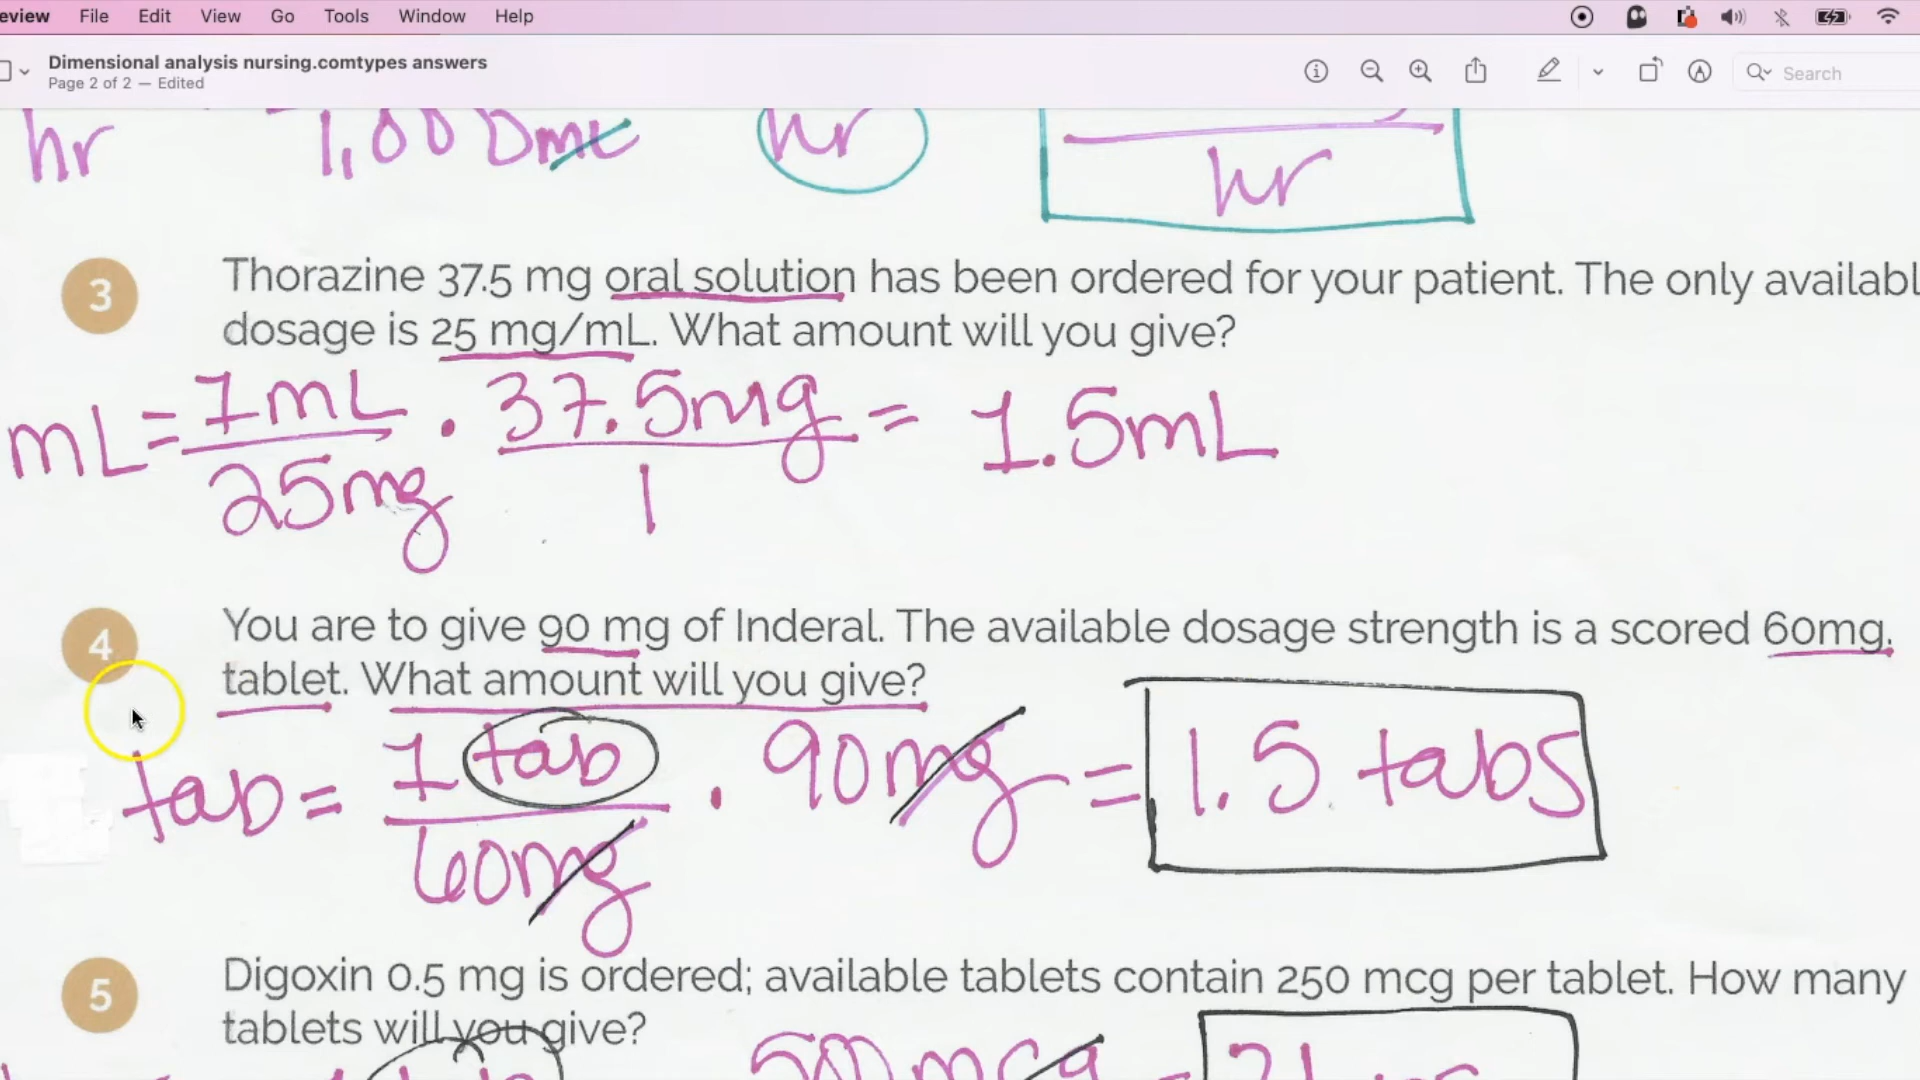 eview File Edit View Go Tools Window Help
Dimensional analysis nursing.comtypes answers
Page 2 of 2 — Edited
Search
hr 1,000mL hr
hr
3
Thorazine 37.5 mg oral solution has been ordered for your patient. The only availabl
dosage is 25 mg/mL. What amount will you give?
mL = 1mL · 37.5mg = 1.5mL
25mg 1
4
You are to give 90 mg of Inderal. The available dosage strength is a scored 60mg.
tablet. What amount will you give?
tab = 1 tab · 90mg = 1.5 tabs
60mg
5
Digoxin 0.5 mg is ordered; available tablets contain 250 mcg per tablet. How many
tablets will you give?
500 mcg